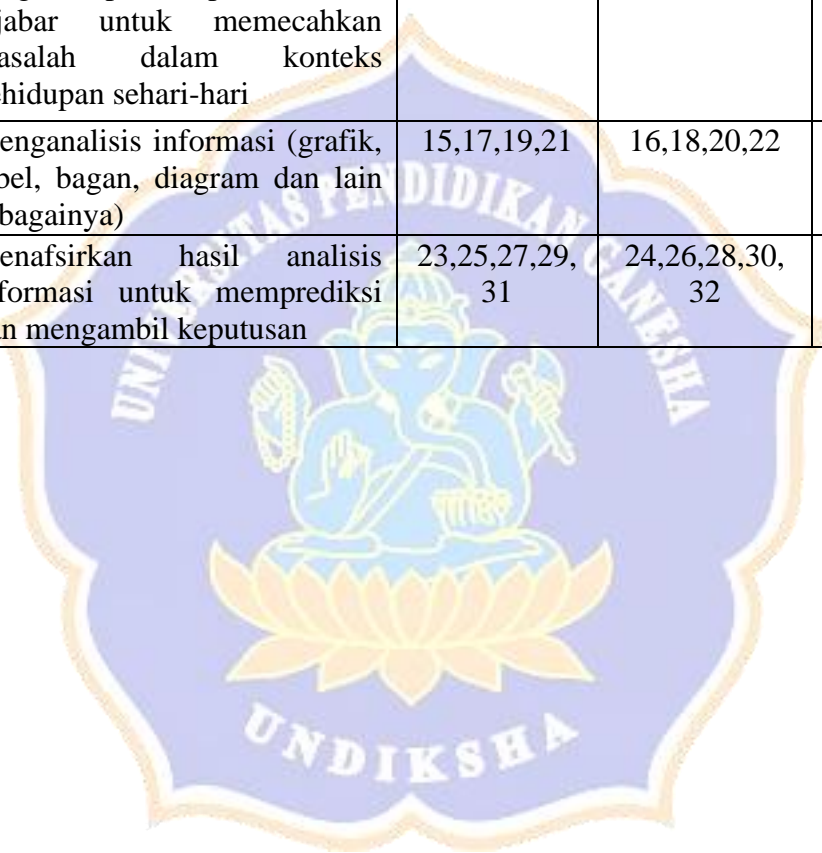 jabar untuk memecahkan
asalah dalam konteks
ehidupan sehari-hari
enganalisis informasi (grafik, 15,17,19,21 16,18,20,22
bel, bagan, diagram dan lain
bagainya)
enafsirkan hasil analisis 23,25,27,29, 24,26,28,30,
formasi untuk memprediksi 31 32
an mengambil keputusan
UNIVERSITAS PENDIDIKAN GANESHA
UNDIKSHA